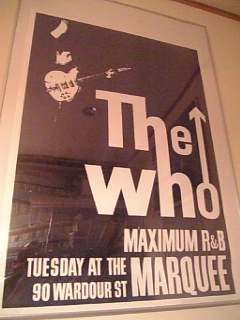 The
Who
MAXIMUM R&B
TUESDAY AT THE
90 WARDOUR ST
MARQUEE